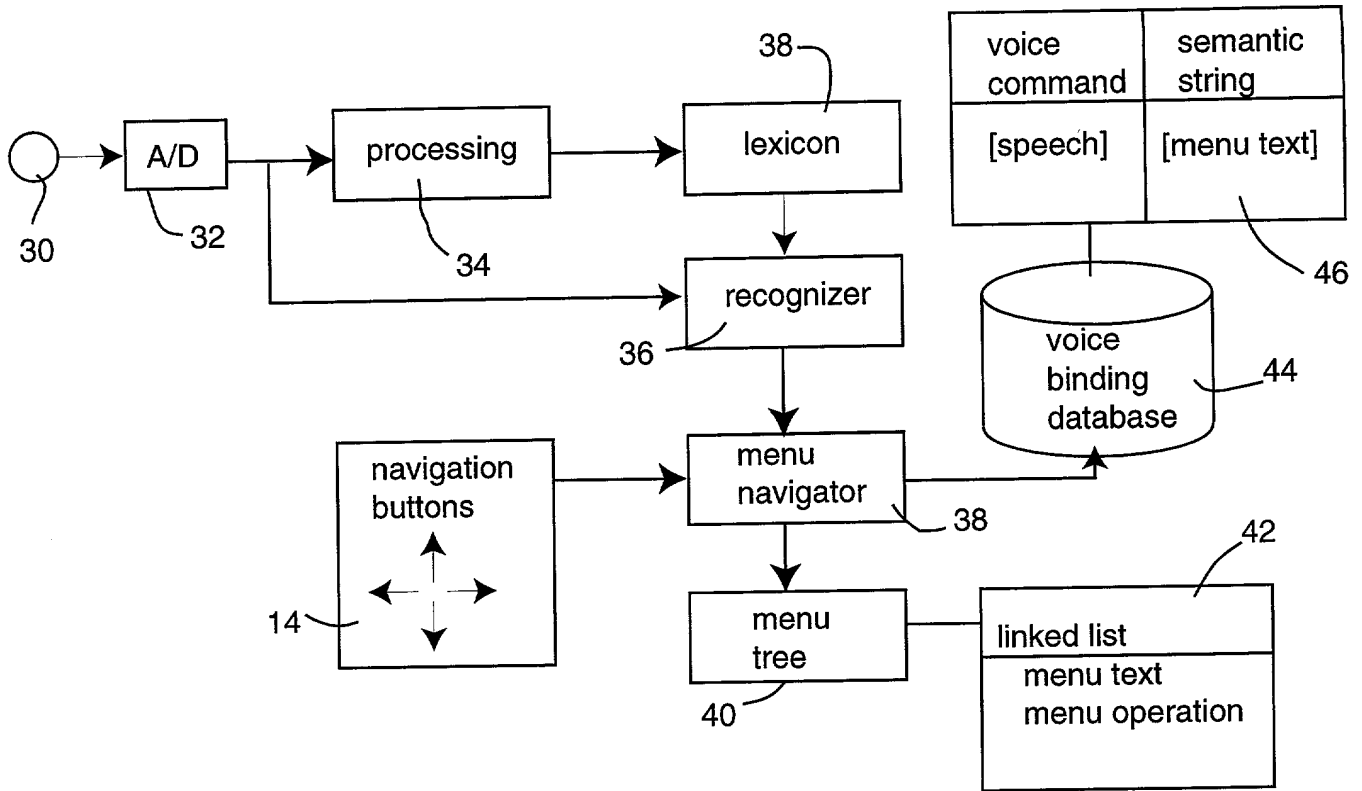 38
voice
command
semantic
string
A/D
processing
lexicon
[speech]
[menu text]
30
32
34
46
recognizer
36
voice
binding
database
44
navigation
buttons
menu
navigator
38
14
42
menu
tree
linked list
menu text
menu operation
40